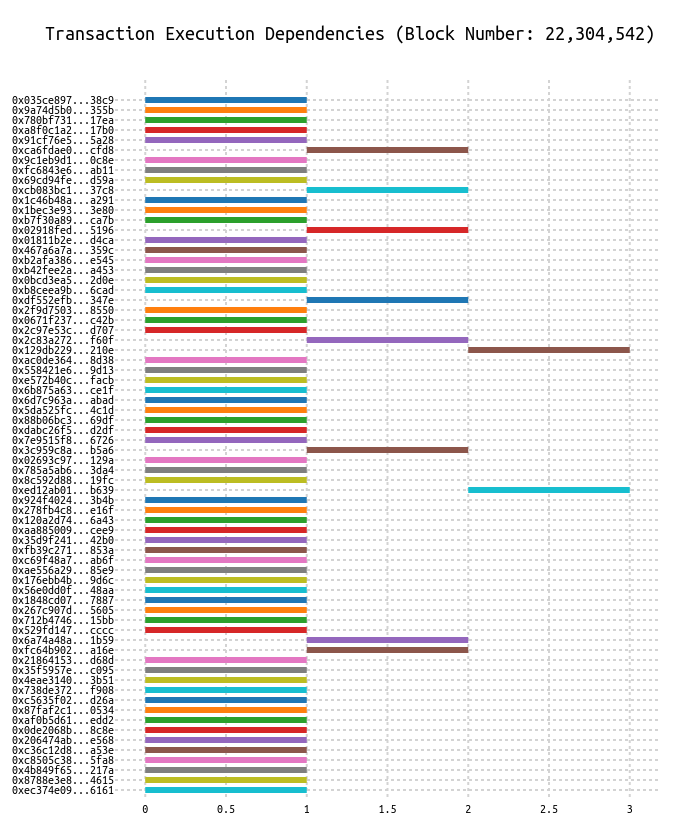 Transaction Execution Dependencies (Block Number: 22,304,542)
0x035ce897...38c9
0x9a74d5b0...355b
0x780bf731...17ea
0xa8f0c1a2...17b0
0x91cf76e5...5a28
0xca6fdae0...cfd8
0x9c1eb9d1...0c8e
0xfc6843e6...ab11
0x69cd94fe...d59a
0xcb083bc1...37c8
0x1c46b48a...a291
0x1bec3e93...3e80
0xb7f30a89...ca7b
0x02918fed...5196
0x01811b2e...d4ca
0x467a6a7a...359c
0xb2afa386...e545
0xb42fee2a...a453
0x0bcd3ea5...2d0e
0xb8ceea9b...6cad
0xdf552efb...347e
0x2f9d7503...8550
0x0671f237...c42b
0x2c97e53c...d707
0x2c83a272...f60f
0x129db229...210e
0xac0de364...8d38
0x558421e6...9d13
0xe572b40c...facb
0x6b875a63...ce1f
0x6d7c963a...abad
0x5da525fc...4c1d
0x88b06bc3...69df
0xdabc26f5...d2df
0x7e9515f8...6726
0x3c959c8a...b5a6
0x02693c97...129a
0x785a5ab6...3da4
0x8c592d88...19fc
0xed12ab01...b639
0x924f4024...3b4b
0x278fb4c8...e16f
0x120a2d74...6a43
0xaa885009...cee9
0x35d9f241...42b0
0xfb39c271...853a
0xc69f48a7...ab6f
0xae556a29...85e9
0x176ebb4b...9d6c
0x56e0dd0f...48aa
0x1848cd07...7887
0x267c907d...5605
0x712b4746...15bb
0x529fd147...cccc
0x6a74a48a...1b59
0xfc64b902...a16e
0x21864153...d68d
0x35f5957e...c095
0x4eae3140...3b51
0x738de372...f908
0xc5635f02...d26a
0x87faf2c1...0534
0xaf0b5d61...edd2
0x0de2068b...8c8e
0x206474ab...e568
0xc36c12d8...a53e
0xc8505c38...5fa8
0x4b849f65...217a
0x8788e3e8...4615
0xec374e09...6161
0 0.5 1 1.5 2 2.5 3